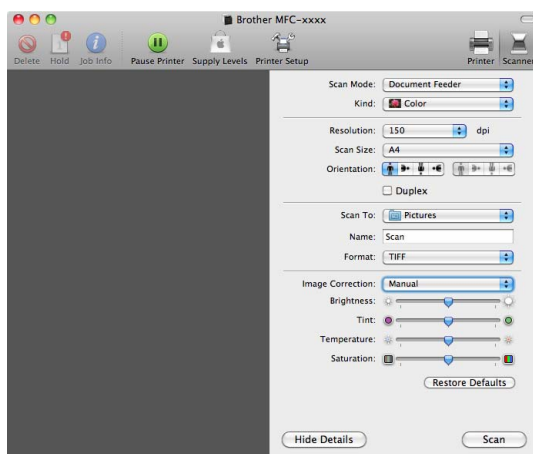 Brother MFC-xxxx
Delete Hold Job Info Pause Printer Supply Levels Printer Setup Printer Scanner
Scan Mode: Document Feeder
Kind: Color
Resolution: 150 dpi
Scan Size: A4
Orientation:
Duplex
Scan To: Pictures
Name: Scan
Format: TIFF
Image Correction: Manual
Brightness:
Tint:
Temperature:
Saturation:
Restore Defaults
Hide Details Scan